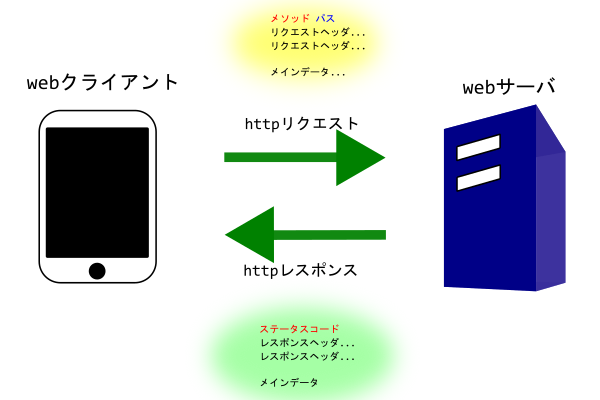 メソッド パス
リクエストヘッダ...
リクエストヘッダ...
メインデータ...
webクライアント
webサーバ
httpリクエスト
httpレスポンス
ステータスコード
レスポンスヘッダ...
レスポンスヘッダ...
メインデータ